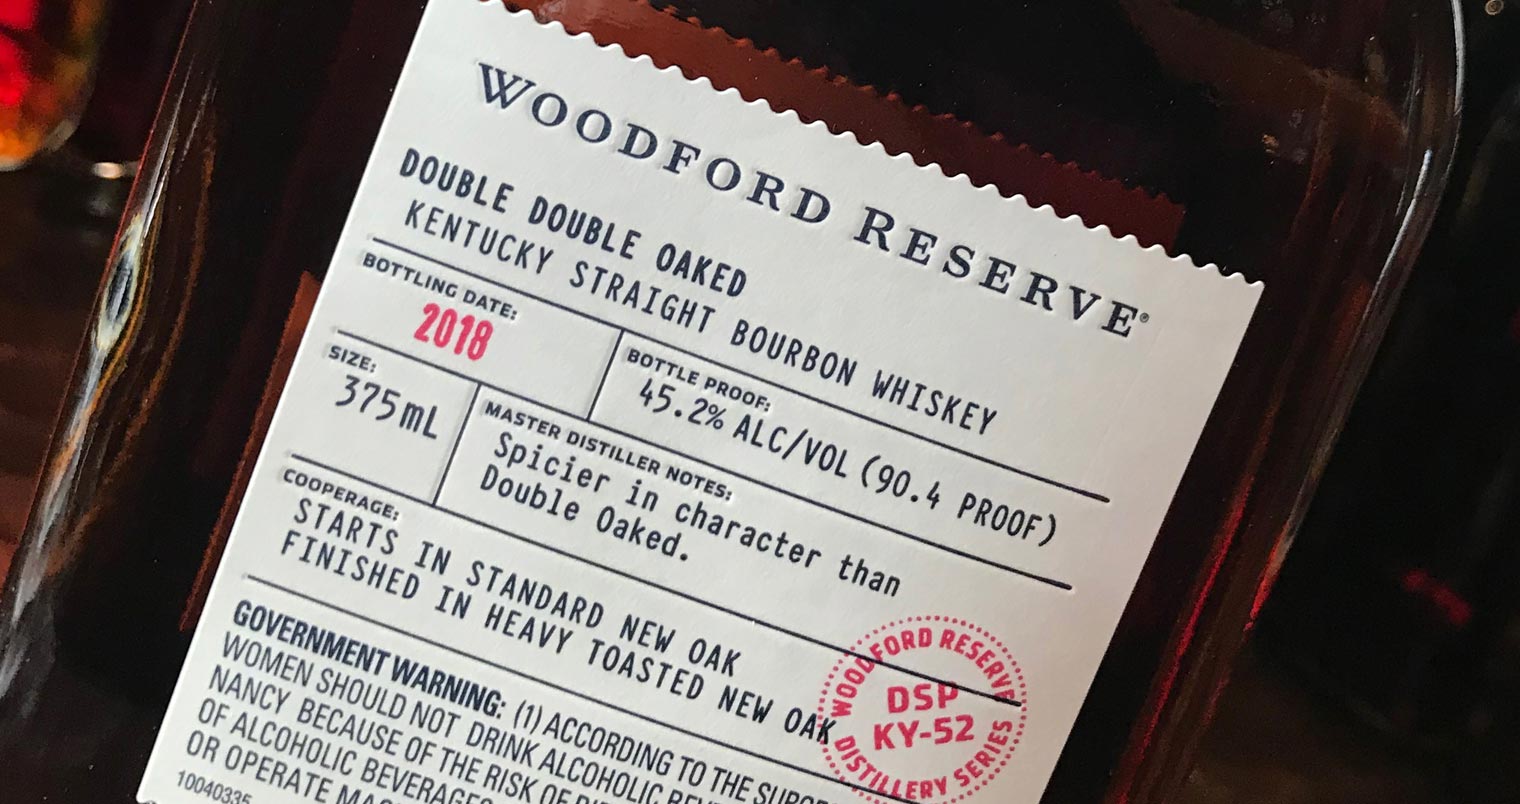 WOODFORD RESERVE®
DOUBLE DOUBLE OAKED
KENTUCKY STRAIGHT BOURBON WHISKEY
BOTTLING DATE:
2018
BOTTLE PROOF:
45.2% ALC/VOL (90.4 PROOF)
SIZE:
375mL
MASTER DISTILLER NOTES:
Spicier in character than
Double Oaked.
COOPERAGE:
STARTS IN STANDARD NEW OAK
FINISHED IN HEAVY TOASTED NEW OAK
WOODFORD RESERVE
DSP
KY-52
DISTILLERY SERIES
GOVERNMENT WARNING: (1) ACCORDING TO THE
WOMEN SHOULD NOT DRINK ALCOHOLIC
NANCY BECAUSE OF THE RISK OF
OF ALCOHOLIC BEVERAGES
OR OPERATE
10040335